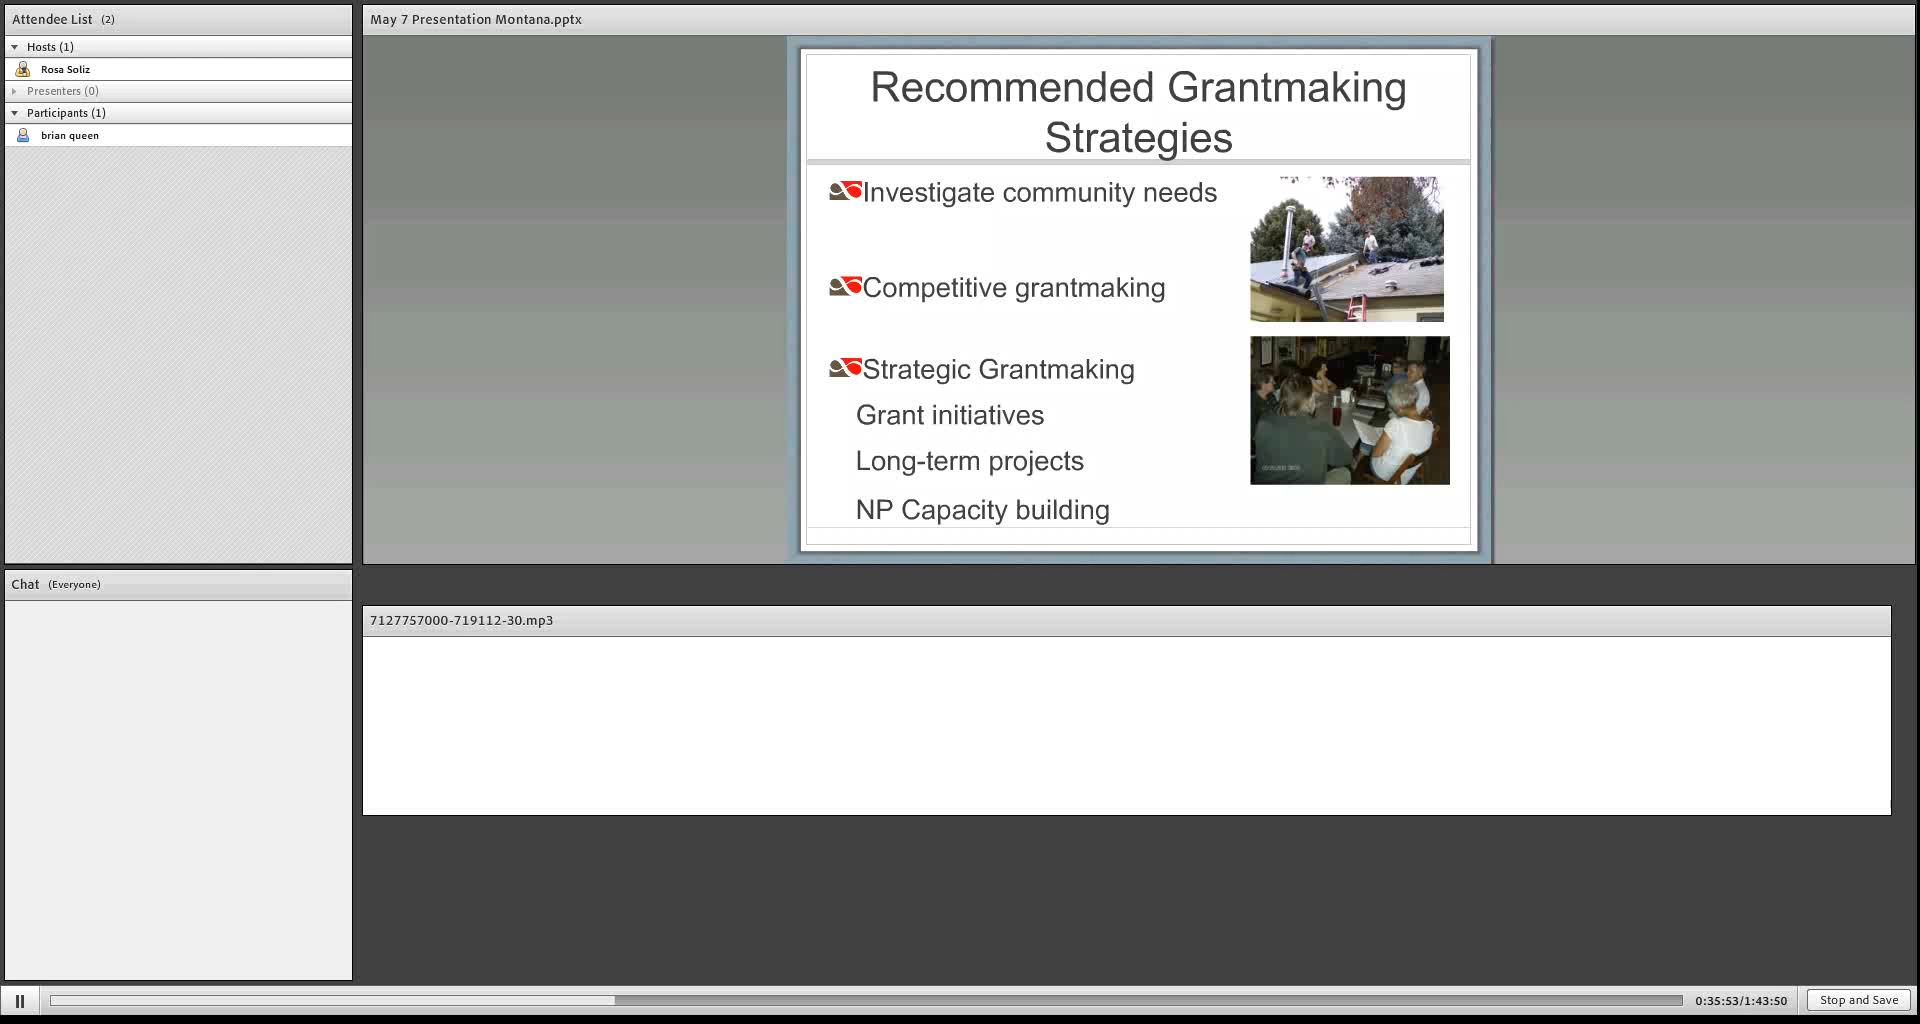 Attendee List (2)
Hosts (1)
Rosa Soliz
Presenters (0)
Participants (1)
brian queen
Chat (Everyone)
May 7 Presentation Montana.pptx
Recommended Grantmaking
Strategies
Investigate community needs
Competitive grantmaking
Strategic Grantmaking
Grant initiatives
Long-term projects
NP Capacity building
7127757000-719112-30.mp3
0:35:53/1:43:50
Stop and Save